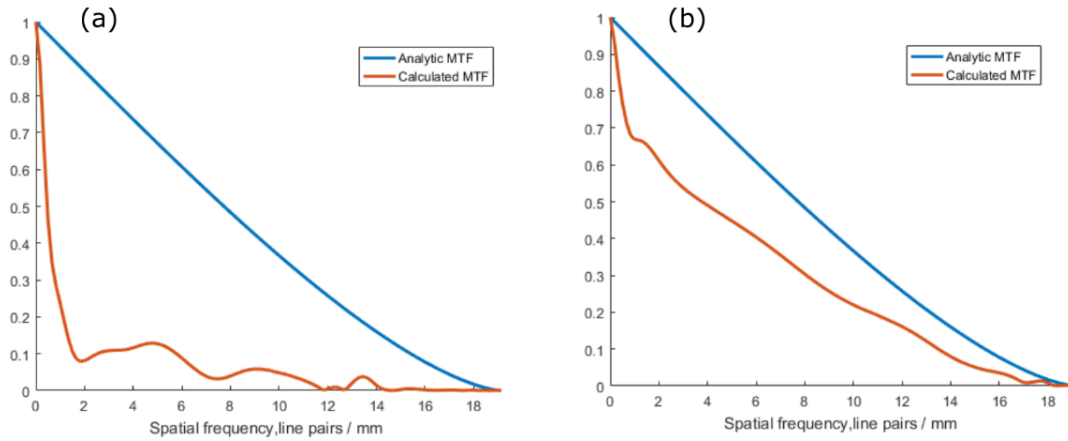 (a)
1
0.9
0.8
0.7
0.6
0.5
0.4
0.3
0.2
0.1
0
Analytic MTF
Calculated MTF
0 2 4 6 8 10 12 14 16 18
Spatial frequency,line pairs / mm
(b)
1
0.9
0.8
0.7
0.6
0.5
0.4
0.3
0.2
0.1
0
Analytic MTF
Calculated MTF
0 2 4 6 8 10 12 14 16 18
Spatial frequency,line pairs / mm